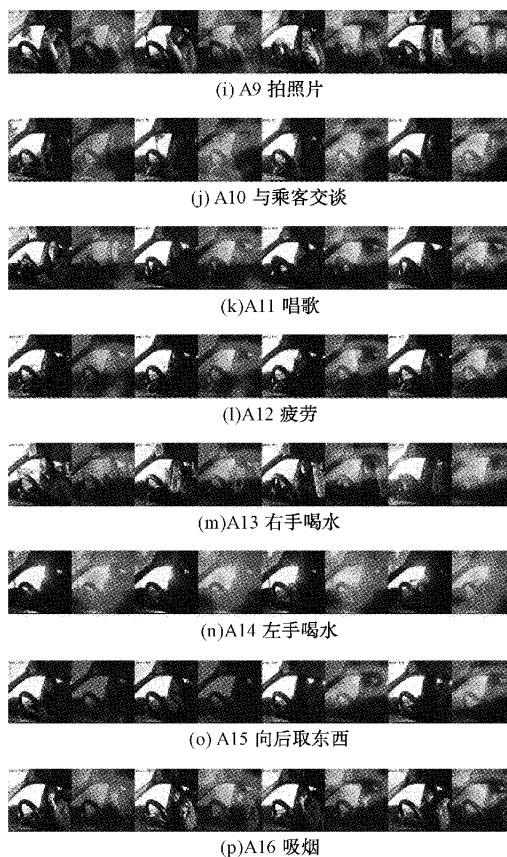 (i) A9 拍照片
(j) A10 与乘客交谈
(k)A11 唱歌
(l)A12 疲劳
(m)A13 右手喝水
(n)A14 左手喝水
(o) A15 向后取东西
(p)A16 吸烟